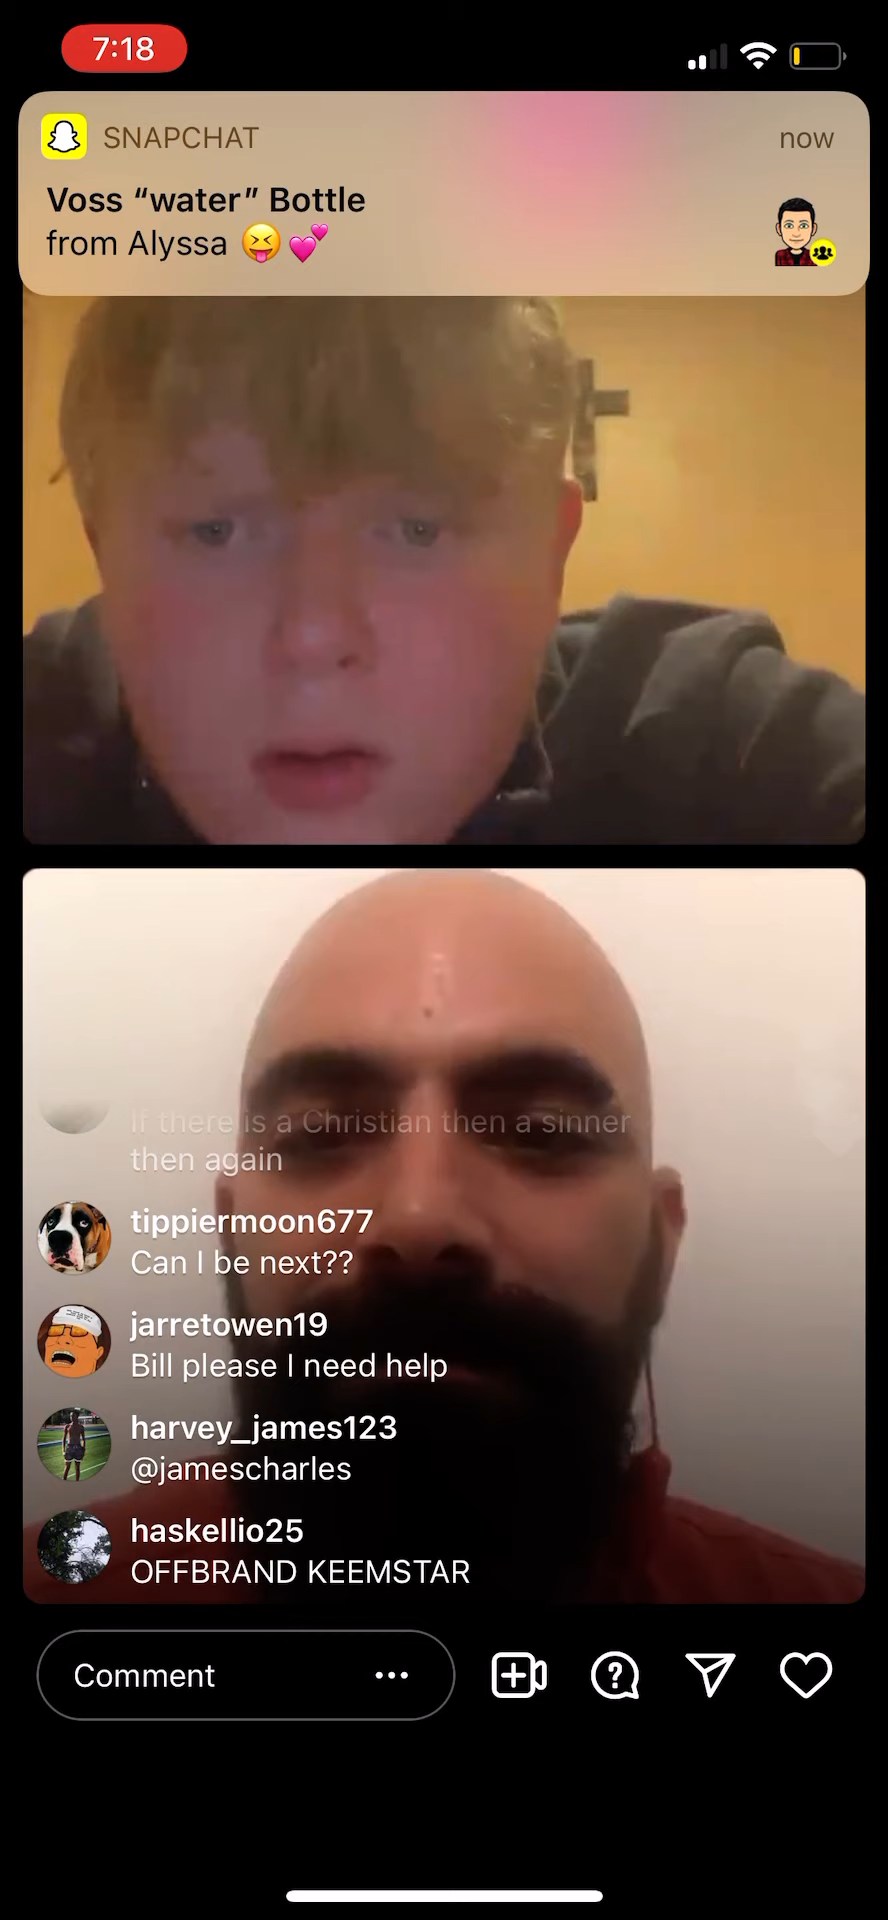 7:18
SNAPCHAT
now
Voss “water” Bottle
from Alyssa 😝💕
If there is a Christian then a sinner
then again
tippiermoon677
Can I be next??
jarretowen19
Bill please I need help
harvey_james123
@jamescharles
haskellio25
OFFBRAND KEEMSTAR
Comment